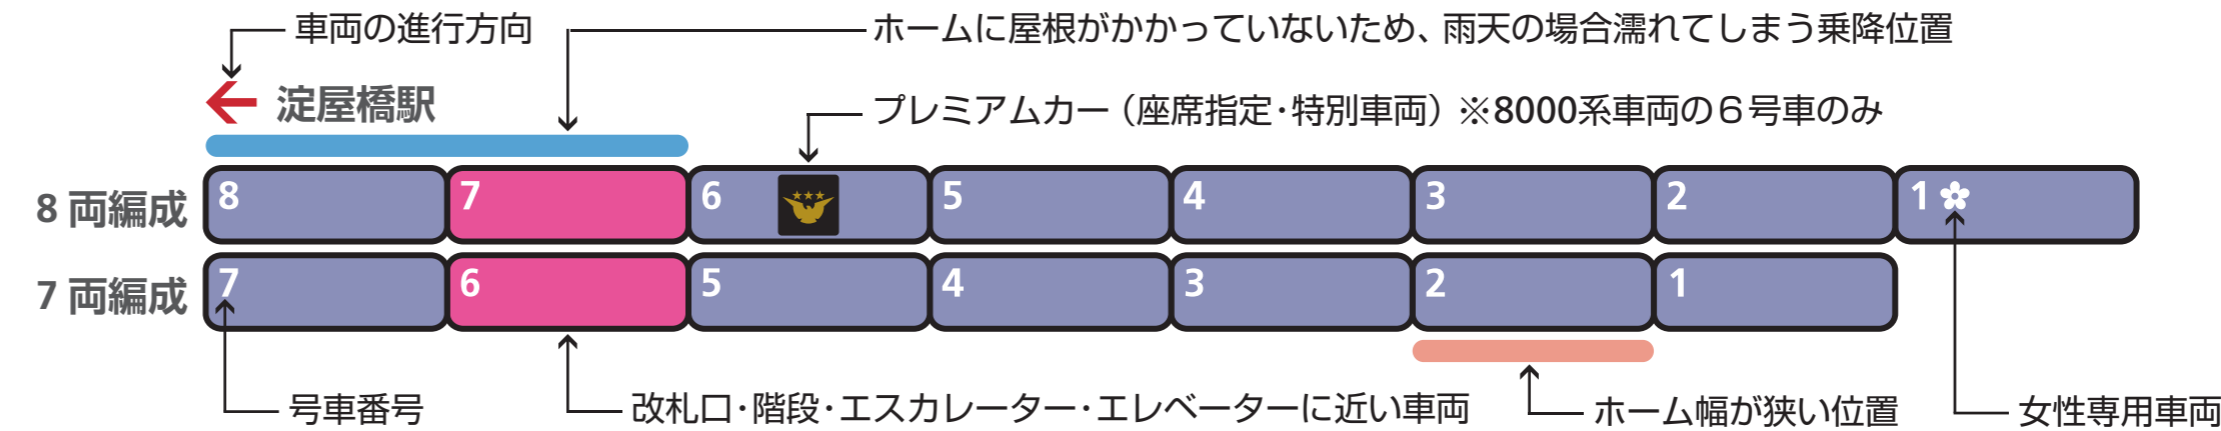 車両の進行方向
ホームに屋根がかかっていないため、雨天の場合濡れてしまう乗降位置
淀屋橋駅
プレミアムカー（座席指定･特別車両）※8000系車両の６号車のみ
8 両編成 8 7 6 5 4 3 2 1
7 両編成 7 6 5 4 3 2 1
号車番号
改札口･階段･エスカレーター･エレベーターに近い車両
ホーム幅が狭い位置
女性専用車両